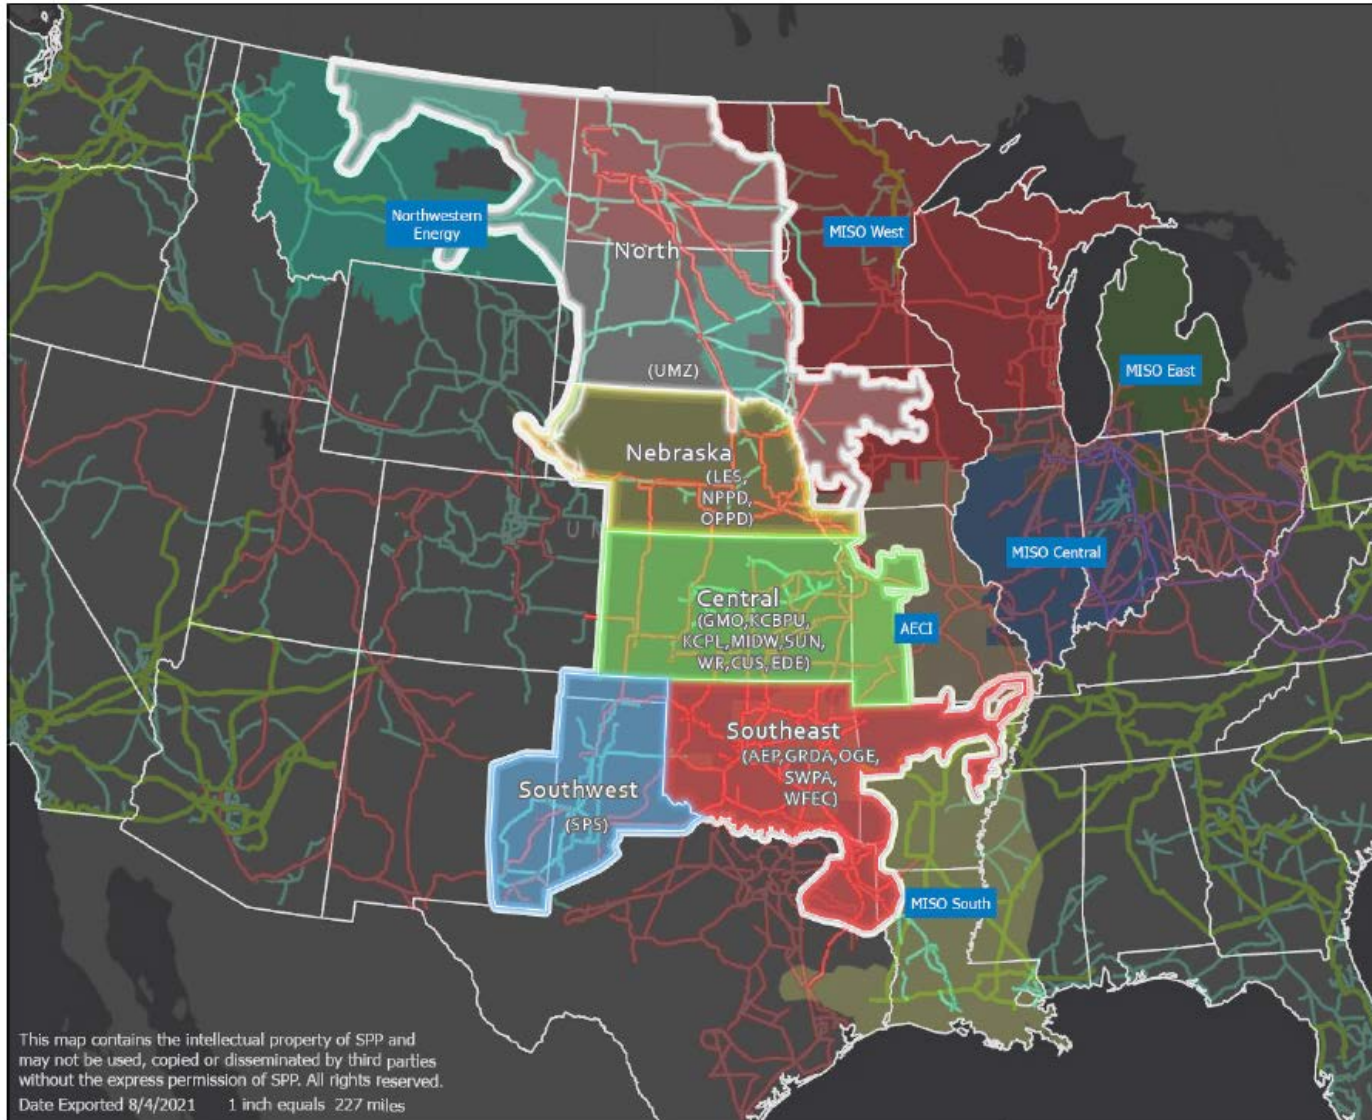 Northwestern
Energy
North
MISO West
(UMZ)
MISO East
Nebraska
(LES,
NPPD,
OPPD)
MISO Central
Central
(GMO,KCBPU,
KCPL,MIDW,SUN,
WR,CUS,EDE)
AECI
Southeast
(AEP,GRDA,OGE,
SWPA,
WFEC)
Southwest
(SPS)
MISO South
This map contains the intellectual property of SPP and
may not be used, copied or disseminated by third parties
without the express permission of SPP. All rights reserved.
Date Exported 8/4/2021 1 inch equals 227 miles